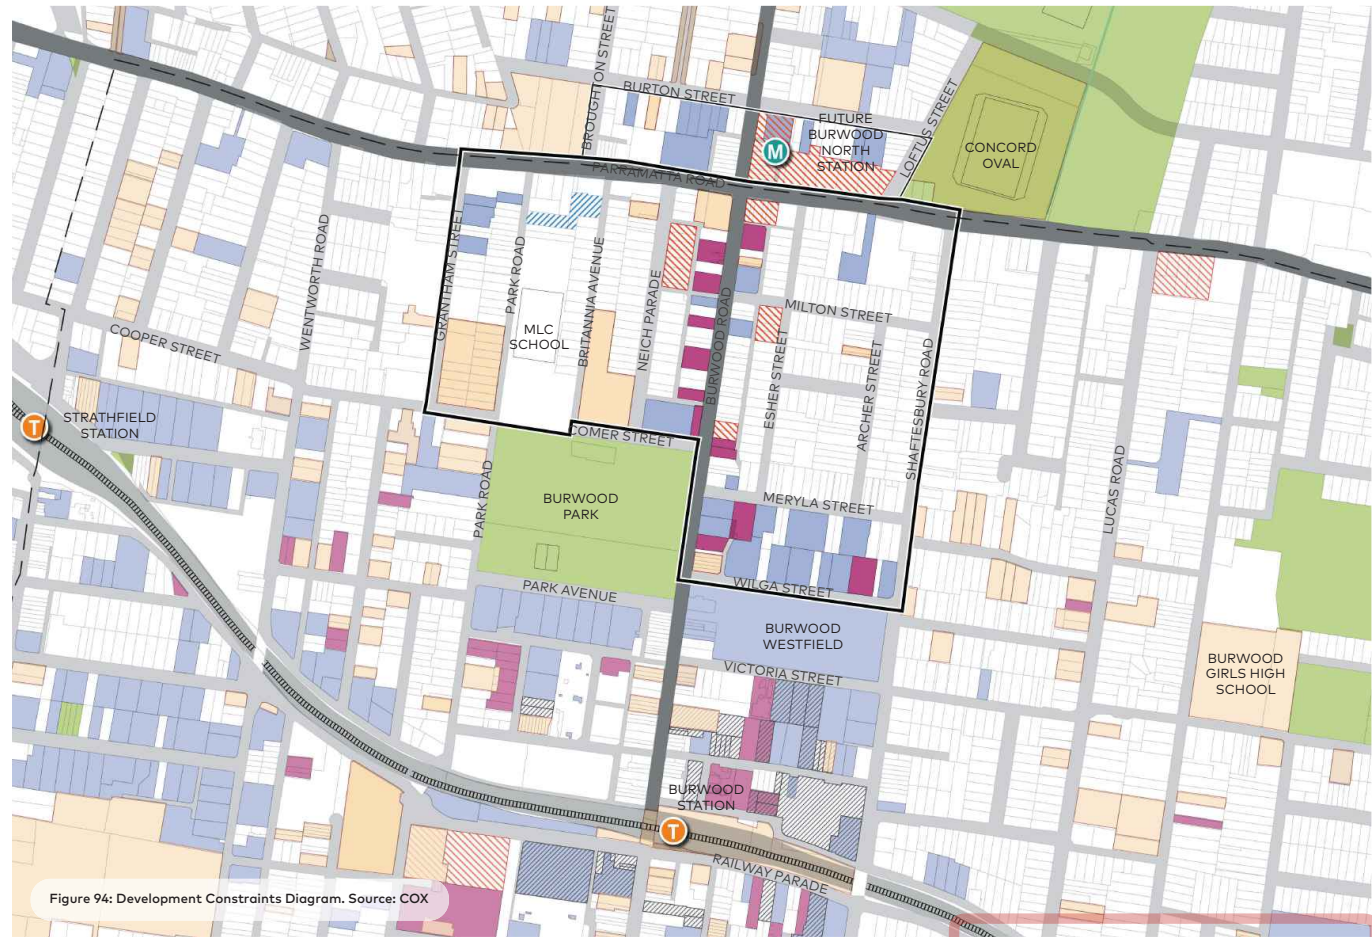 BROUGHTON STREET
BURTON STREET
LOFTUS STREET
FUTURE
BURWOOD
NORTH
STATION
M
CONCORD
OVAL
PARRAMATTA ROAD
GRANTHAM STREET
WENTWORTH ROAD
PARK ROAD
BRITANNIA AVENUE
NEICH PARADE
BURWOOD ROAD
MILTON STREET
MLC
SCHOOL
ESHER STREET
ARCHER STREET
SHAFTESBURY ROAD
COOPER STREET
T
STRATHFIELD
STATION
COMER STREET
LUCAS ROAD
PARK ROAD
BURWOOD
PARK
MERYLA STREET
PARK AVENUE
WILGA STREET
BURWOOD
WESTFIELD
VICTORIA STREET
BURWOOD
GIRLS HIGH
SCHOOL
BURWOOD
STATION
T
RAILWAY PARADE
Figure 94: Development Constraints Diagram. Source: COX